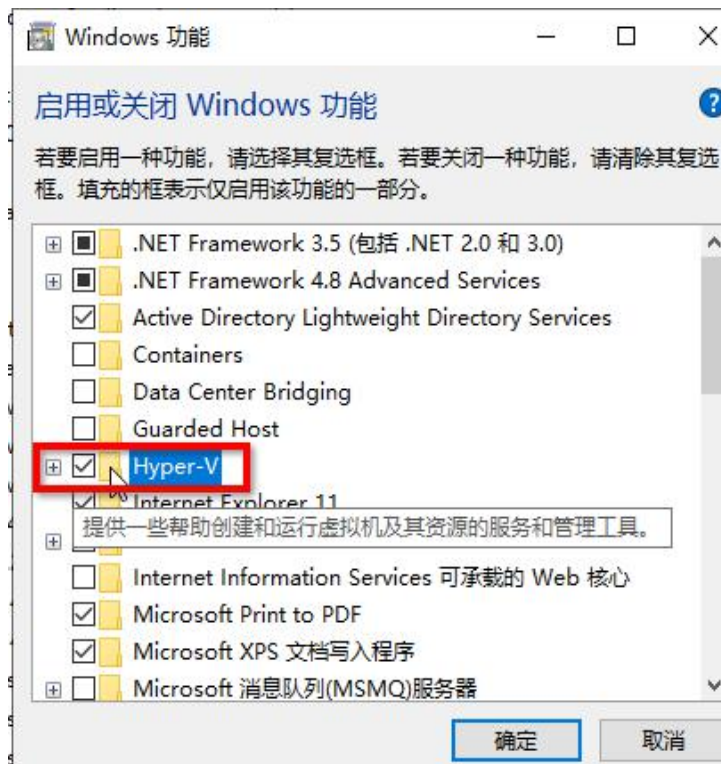 Windows 功能
启用或关闭 Windows 功能
若要启用一种功能，请选择其复选框。若要关闭一种功能，请清除其复选
框。填充的框表示仅启用该功能的一部分。
.NET Framework 3.5 (包括 .NET 2.0 和 3.0)
.NET Framework 4.8 Advanced Services
Active Directory Lightweight Directory Services
Containers
Data Center Bridging
Guarded Host
Hyper-V
Internet Explorer 11
提供一些帮助创建和运行虚拟机及其资源的服务和管理工具。
Internet Information Services 可承载的 Web 核心
Microsoft Print to PDF
Microsoft XPS 文档写入程序
Microsoft 消息队列(MSMQ)服务器
确定
取消